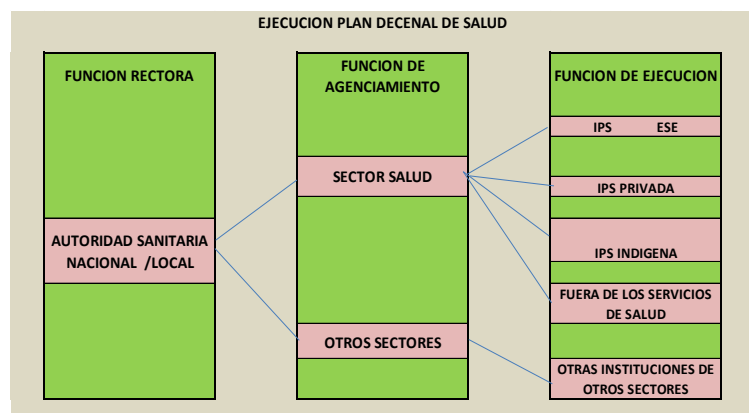 EJECUCION PLAN DECENAL DE SALUD
FUNCION RECTORA
AUTORIDAD SANITARIA
NACIONAL /LOCAL
FUNCION DE
AGENCIAMIENTO
SECTOR SALUD
OTROS SECTORES
FUNCION DE EJECUCION
IPS ESE
IPS PRIVADA
IPS INDIGENA
FUERA DE LOS SERVICIOS
DE SALUD
OTRAS INSTITUCIONES DE
OTROS SECTORES